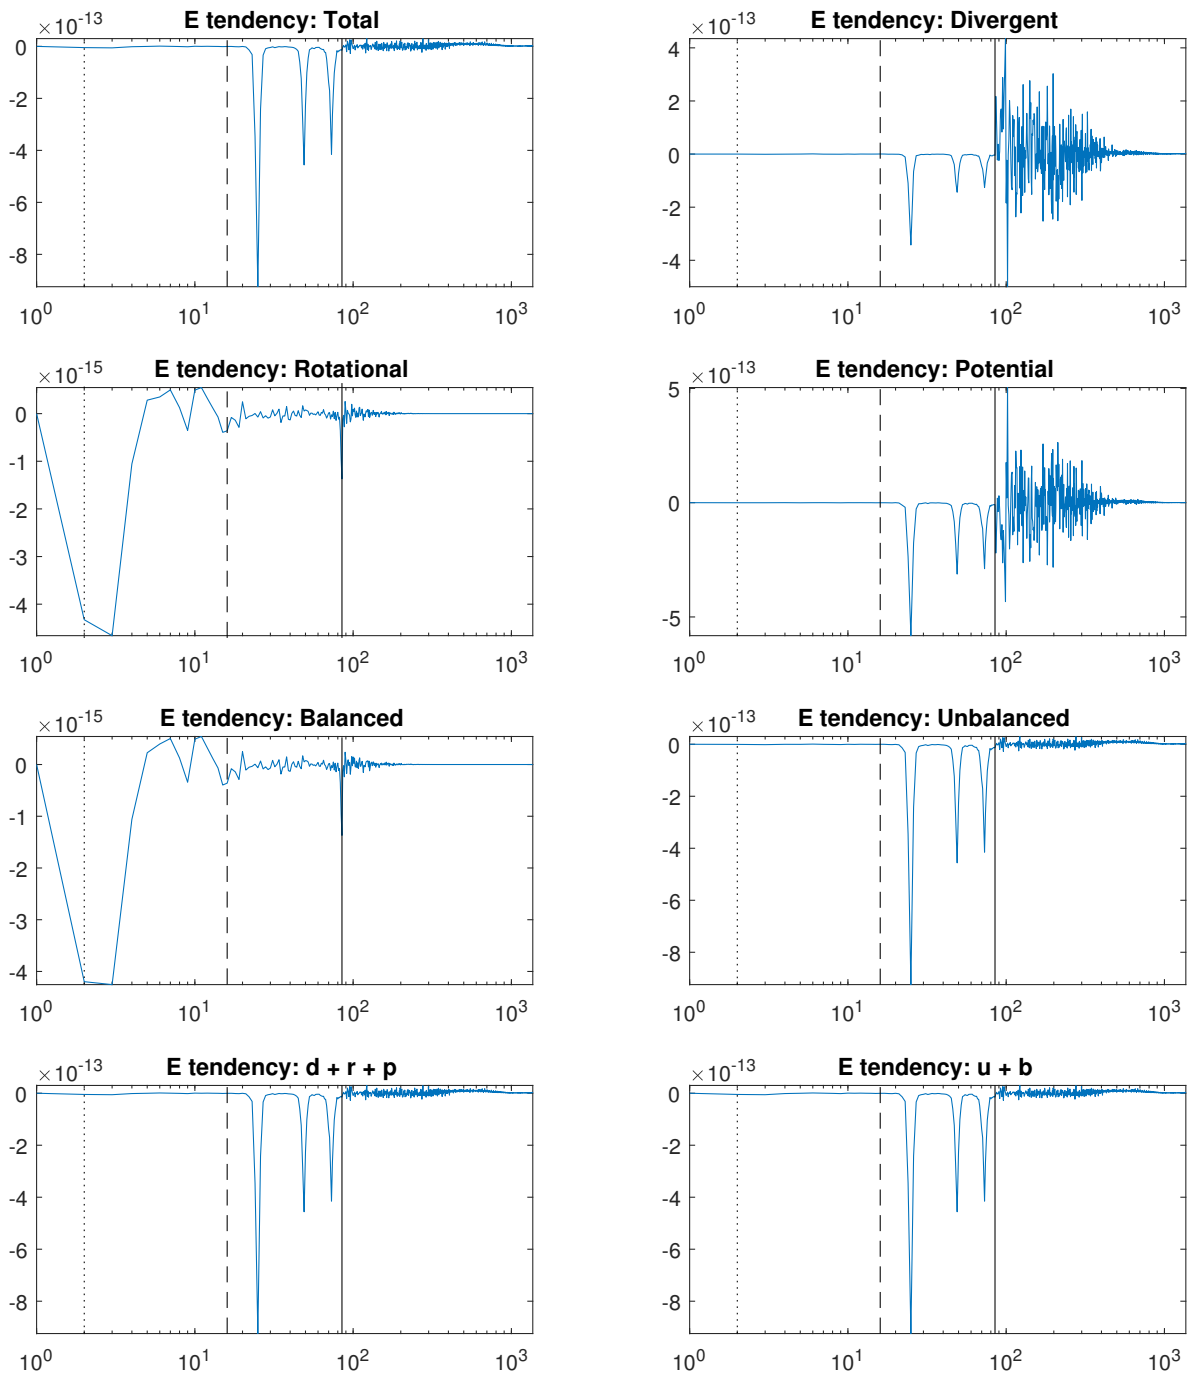 E tendency: Total
×10^-13
0
-2
-4
-6
-8
10^0 10^1 10^2 10^3
E tendency: Divergent
×10^-13
4
2
0
-2
-4
10^0 10^1 10^2 10^3
E tendency: Rotational
×10^-15
0
-1
-2
-3
-4
10^0 10^1 10^2 10^3
E tendency: Potential
×10^-13
5
0
-5
10^0 10^1 10^2 10^3
E tendency: Balanced
×10^-15
0
-1
-2
-3
-4
10^0 10^1 10^2 10^3
E tendency: Unbalanced
×10^-13
0
-2
-4
-6
-8
10^0 10^1 10^2 10^3
E tendency: d + r + p
×10^-13
0
-2
-4
-6
-8
10^0 10^1 10^2 10^3
E tendency: u + b
×10^-13
0
-2
-4
-6
-8
10^0 10^1 10^2 10^3